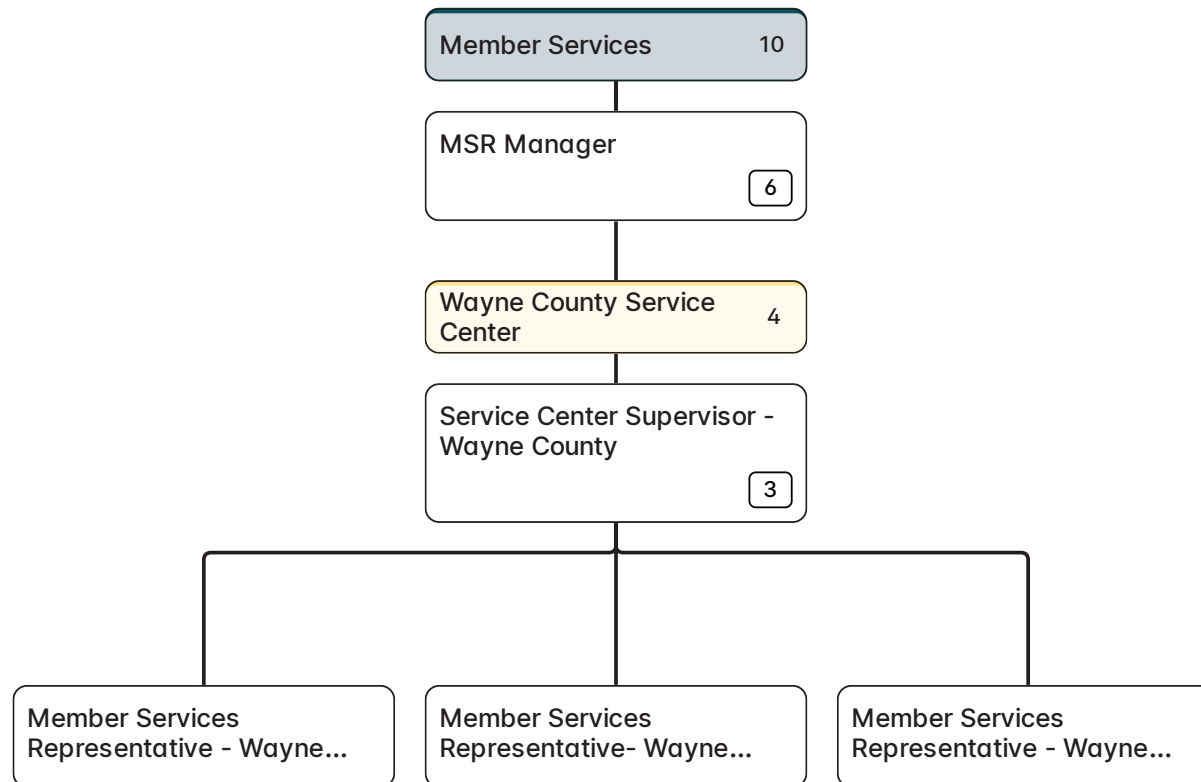 Member Services 10
MSR Manager
6
Wayne County Service
Center
4
Service Center Supervisor -
Wayne County
3
Member Services
Representative - Wayne...
Member Services
Representative- Wayne...
Member Services
Representative - Wayne...